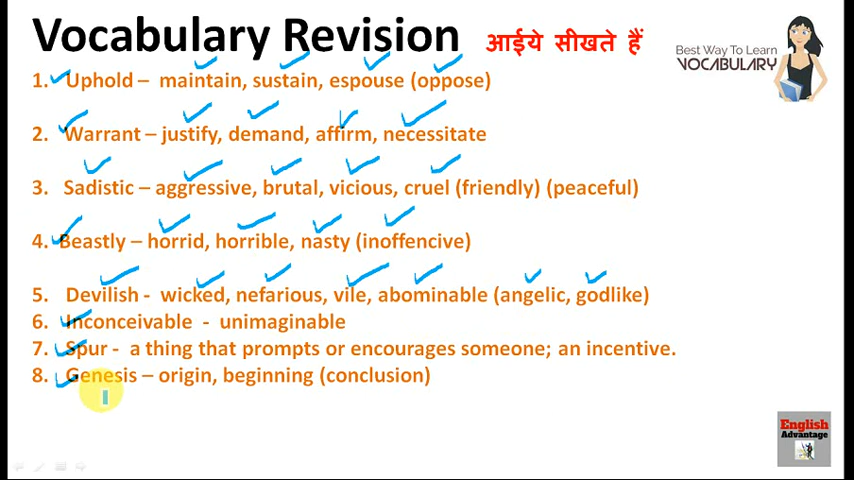 Vocabulary Revision आईये सीखते हैं
Best Way To Learn
VOCABULARY
1. Uphold – maintain, sustain, espouse (oppose)
2. Warrant – justify, demand, affirm, necessitate
3. Sadistic – aggressive, brutal, vicious, cruel (friendly) (peaceful)
4. Beastly – horrid, horrible, nasty (inoffencive)
5. Devilish - wicked, nefarious, vile, abominable (angelic, godlike)
6. Inconceivable - unimaginable
7. Spur - a thing that prompts or encourages someone; an incentive.
8. Genesis – origin, beginning (conclusion)
English
Advantage